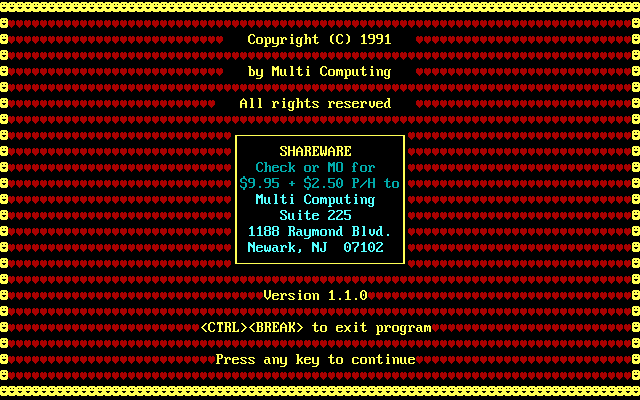 Copyright (C) 1991
by Multi Computing
All rights reserved
SHAREWARE
Check or MO for
$9.95 + $2.50 P/H to
Multi Computing
Suite 225
1188 Raymond Blvd.
Newark, NJ  07102
Version 1.1.0
<CTRL><BREAK> to exit program
Press any key to continue